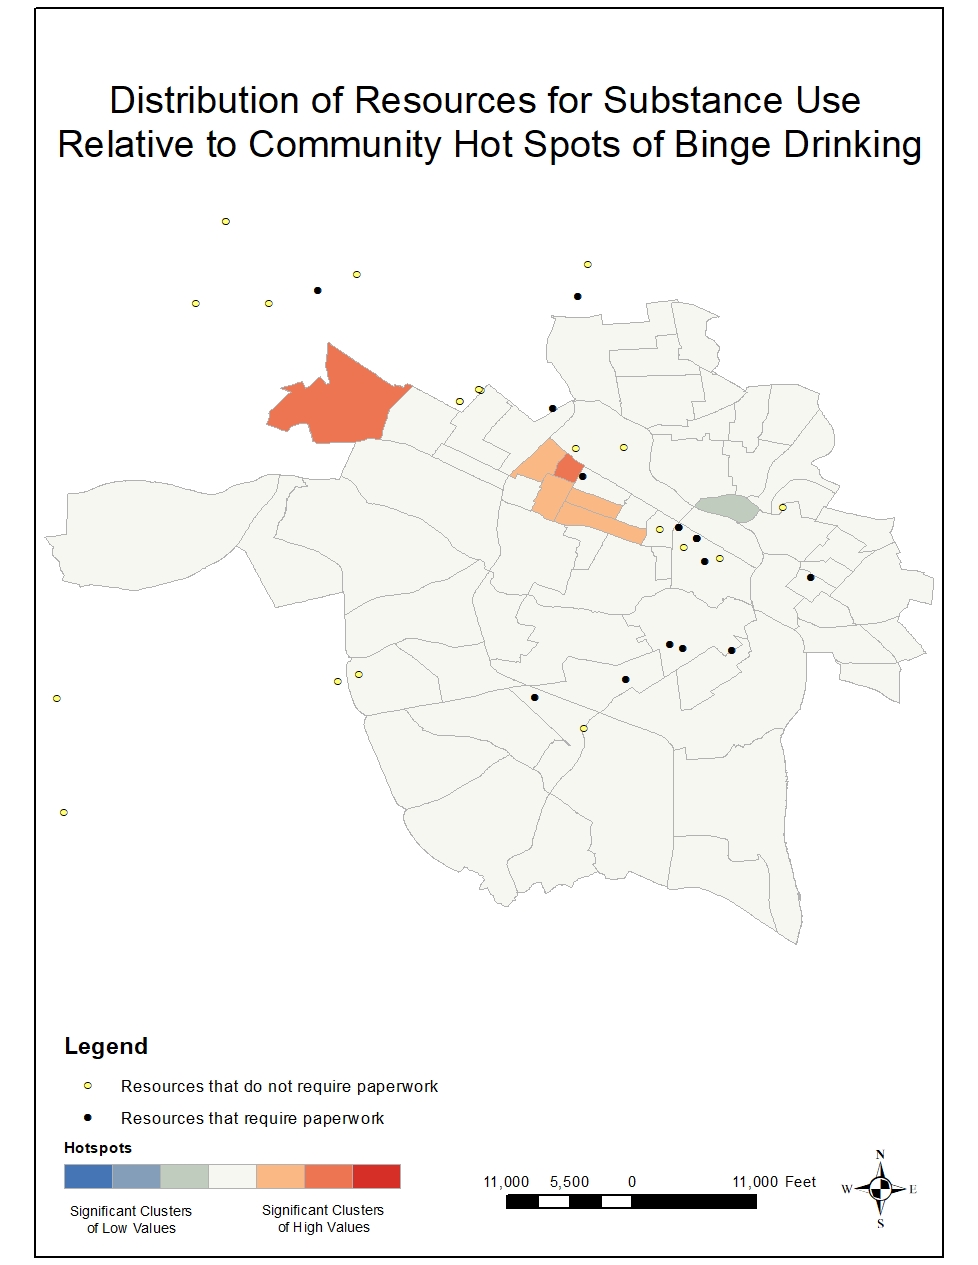 Distribution of Resources for Substance Use
Relative to Community Hot Spots of Binge Drinking
Legend
Resources that do not require paperwork
Resources that require paperwork
Hotspots
Significant Clusters
of Low Values
Significant Clusters
of High Values
11,000 5,500 0 11,000 Feet
N
W E
S